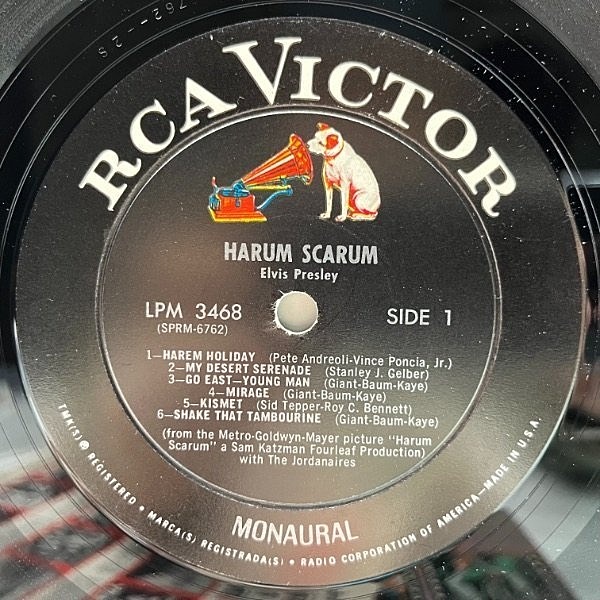 RCA VICTOR
HARUM SCARUM
Elvis Presley
LPM 3468
(SPRM-6762)
SIDE 1
1—HAREM HOLIDAY (Pete Andreoli-Vince Poncia, Jr.)
2—MY DESERT SERENADE (Stanley J. Gelber)
3—GO EAST—YOUNG MAN (Giant-Baum-Kaye)
4—MIRAGE (Giant-Baum-Kaye)
5—KISMET (Sid Tepper-Roy C. Bennett)
6—SHAKE THAT TAMBOURINE (Giant-Baum-Kaye)
(from the Metro-Goldwyn-Mayer picture "Harum
Scarum" a Sam Katzman Fourleaf Production)
with The Jordanaires
MONAURAL
TMK(S) ® REGISTERED • MARCA(S) REGISTRADA(S) • RADIO CORPORATION OF AMERICA—MADE IN U.S.A.